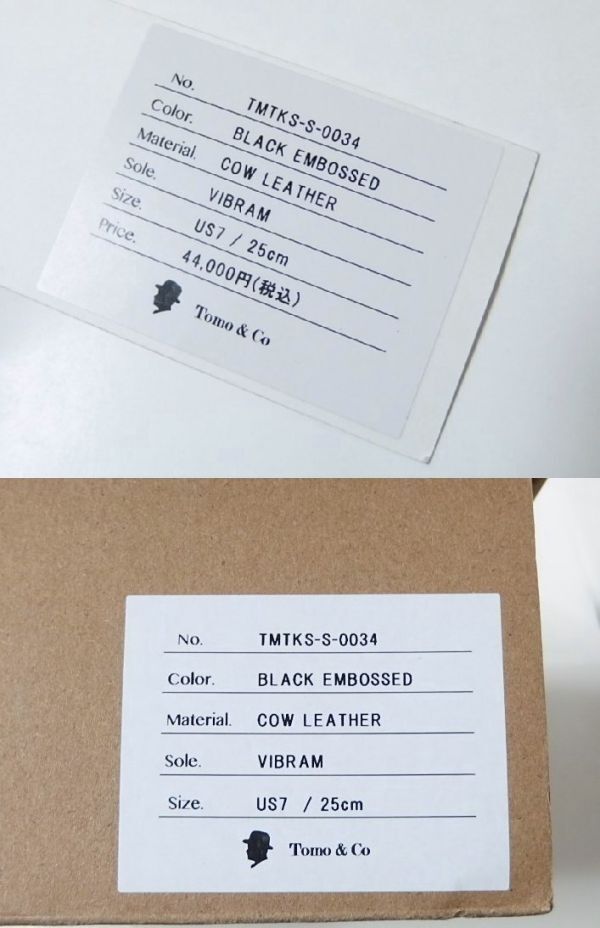 No. TMTKS-S-0034
Color. BLACK EMBOSSED
Material. COW LEATHER
Sole. VIBRAM
Size. US7 / 25cm
Price. 44,000円(税込)
Tomo & Co
No. TMTKS-S-0034
Color. BLACK EMBOSSED
Material. COW LEATHER
Sole. VIBRAM
Size. US7 / 25cm
Tomo & Co